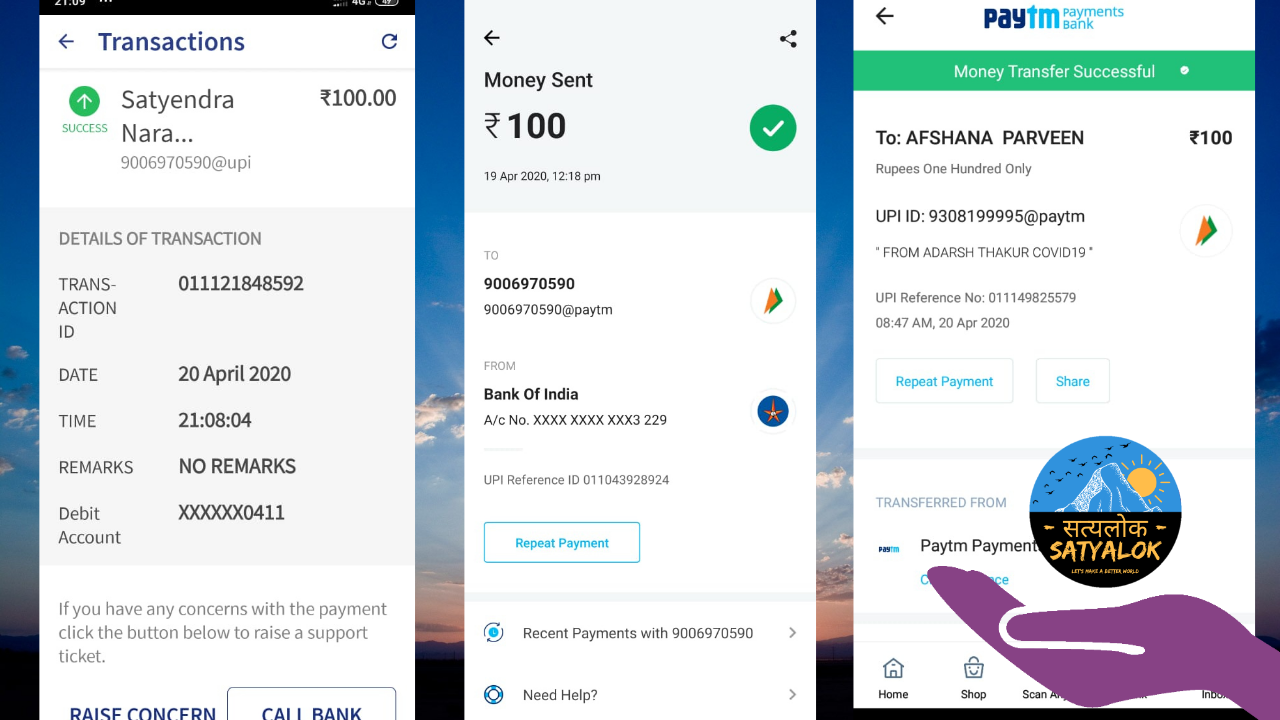 21:09
4G
49
Transactions
Satyendra
Nara...
₹100.00
SUCCESS
9006970590@upi
DETAILS OF TRANSACTION
TRANS-
ACTION
ID
011121848592
DATE
20 April 2020
TIME
21:08:04
REMARKS
NO REMARKS
Debit
Account
XXXXXX0411
If you have any concerns with the payment
click the button below to raise a support
ticket.
RAISE CONCERN
CALL BANK
Money Sent
₹ 100
19 Apr 2020, 12:18 pm
TO
9006970590
9006970590@paytm
FROM
Bank Of India
A/c No. XXXX XXXX XXX3 229
UPI Reference ID 011043928924
Repeat Payment
Recent Payments with 9006970590
Need Help?
paytm Payments
Bank
Money Transfer Successful
To: AFSHANA PARVEEN
₹100
Rupees One Hundred Only
UPI ID: 9308199995@paytm
" FROM ADARSH THAKUR COVID19 "
UPI Reference No: 011149825579
08:47 AM, 20 Apr 2020
Repeat Payment
Share
TRANSFERRED FROM
paytm
Paytm Payment
सत्यलोक
SATYALOK
LET'S MAKE A BETTER WORLD
Home
Shop
Scan